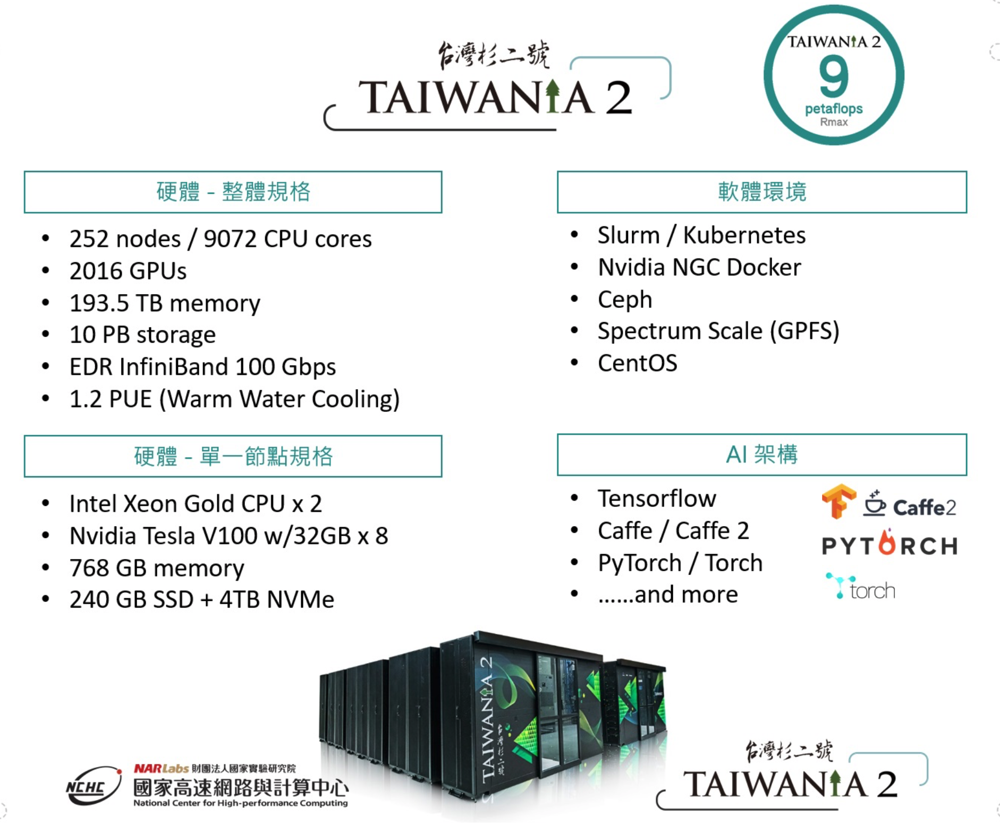 台灣杉二號
TAIWANIA 2
TAIWANIA 2
9
petaflops
Rmax
硬體 - 整體規格
• 252 nodes / 9072 CPU cores
• 2016 GPUs
• 193.5 TB memory
• 10 PB storage
• EDR InfiniBand 100 Gbps
• 1.2 PUE (Warm Water Cooling)
軟體環境
• Slurm / Kubernetes
• Nvidia NGC Docker
• Ceph
• Spectrum Scale (GPFS)
• CentOS
硬體 - 單一節點規格
• Intel Xeon Gold CPU x 2
• Nvidia Tesla V100 w/32GB x 8
• 768 GB memory
• 240 GB SSD + 4TB NVMe
AI 架構
• Tensorflow
• Caffe / Caffe 2
• PyTorch / Torch
• ......and more
Caffe2
PYTORCH
torch
TAIWANIA 2
台灣杉二號
NCHC
NARLabs 財團法人國家實驗研究院
國家高速網路與計算中心
National Center for High-performance Computing
台灣杉二號
TAIWANIA 2